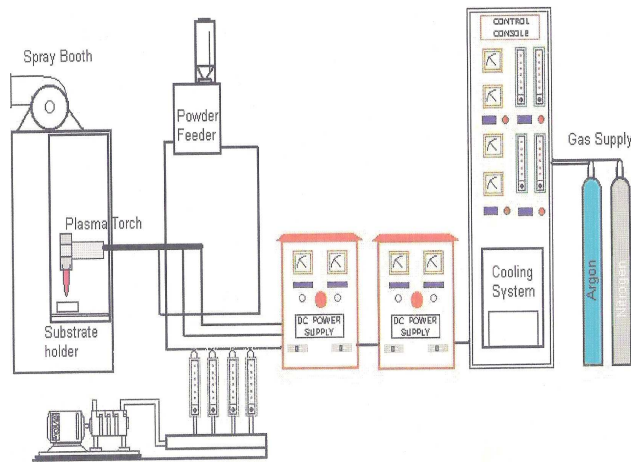 CONTROL
CONSOLE
Spray Booth
Powder
Feeder
Gas Supply
Plasma Torch
Argon
Nitrogen
Cooling
System
DC POWER
SUPPLY
DC POWER
SUPPLY
Substrate
holder